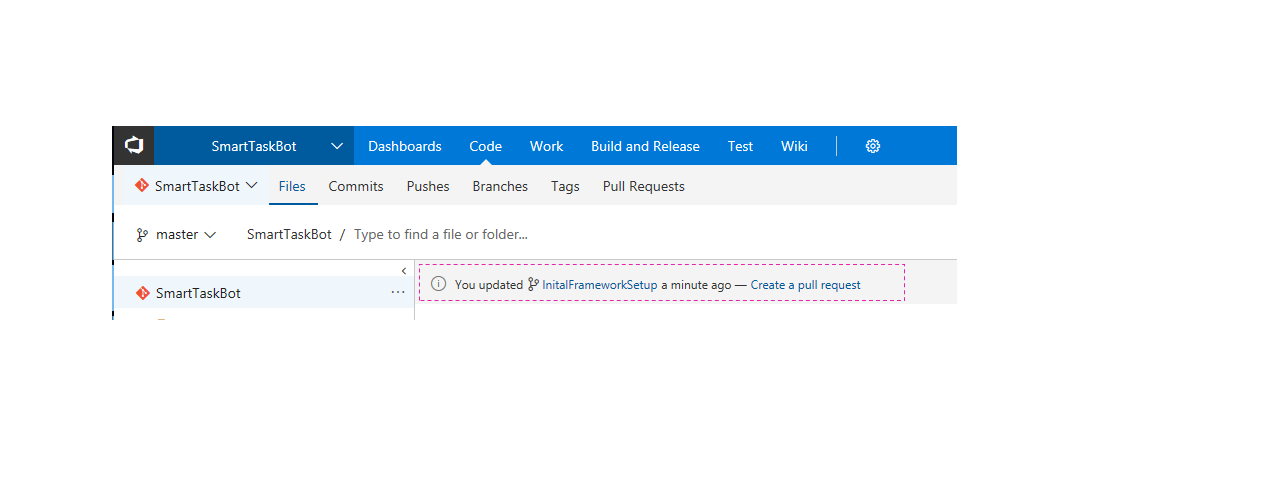 SmartTaskBot Dashboards Code Work Build and Release Test Wiki
SmartTaskBot Files Commits Pushes Branches Tags Pull Requests
master SmartTaskBot / Type to find a file or folder...
SmartTaskBot ...
You updated InitalFrameworkSetup a minute ago — Create a pull request